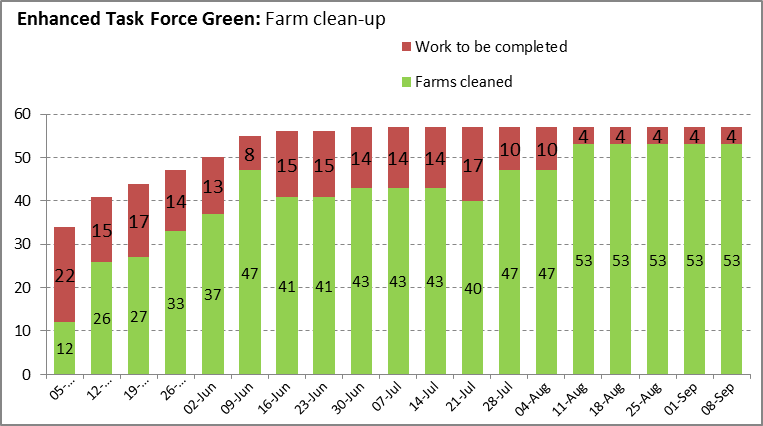 Enhanced Task Force Green: Farm clean-up
Work to be completed
Farms cleaned
60
50
40
30
20
10
0
22 15 17 14 13 8 15 15 14 14 14 17 10 10 4 4 4 4 4
12 26 27 33 37 47 41 41 43 43 43 40 47 47 53 53 53 53 53
05-... 12-... 19-... 26-... 02-Jun 09-Jun 16-Jun 23-Jun 30-Jun 07-Jul 14-Jul 21-Jul 28-Jul 04-Aug 11-Aug 18-Aug 25-Aug 01-Sep 08-Sep